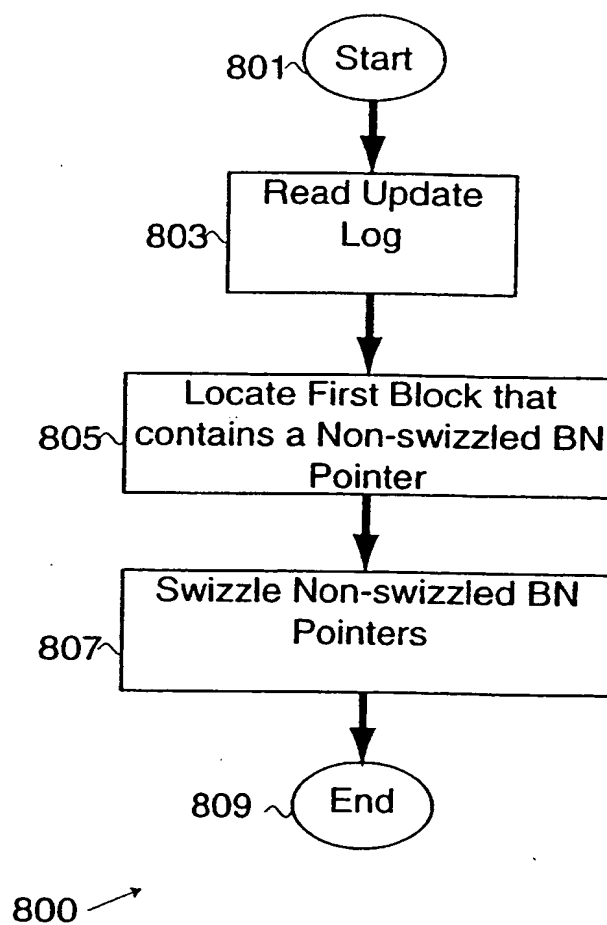 801
Start
Read Update
Log
803
Locate First Block that
805
contains a Non-swizzled BN
Pointer
Swizzle Non-swizzled BN
Pointers
807
809
End
800